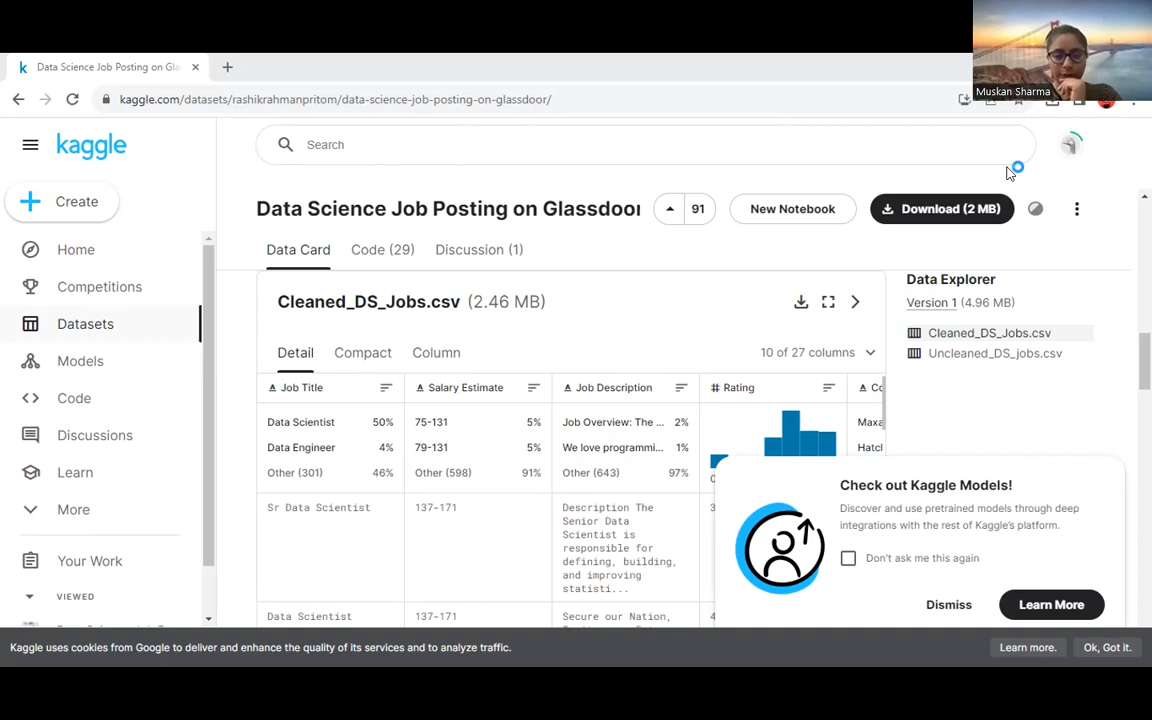 Data Science Job Posting on Gla
kaggle.com/datasets/rashikrahmanpritom/data-science-job-posting-on-glassdoor/
Muskan Sharma
kaggle
Search
Create
Data Science Job Posting on Glassdoor
91
New Notebook
Download (2 MB)
Home
Competitions
Datasets
Models
Code
Discussions
Learn
More
Your Work
VIEWED
Data Card
Code (29)
Discussion (1)
Cleaned_DS_Jobs.csv (2.46 MB)
Detail
Compact
Column
10 of 27 columns
Job Title
Salary Estimate
Job Description
# Rating
Data Scientist 50%
75-131 5%
Job Overview: The ... 2%
Maxa
Data Engineer 4%
79-131 5%
We love programmi... 1%
Hatcl
Other (301) 46%
Other (598) 91%
Other (643) 97%
Sr Data Scientist
137-171
Description The
Senior Data
Scientist is
responsible for
defining, building,
and improving
statisti...
Data Scientist
137-171
Secure our Nation,
Data Explorer
Version 1 (4.96 MB)
Cleaned_DS_Jobs.csv
Uncleaned_DS_jobs.csv
Check out Kaggle Models!
Discover and use pretrained models through deep
integrations with the rest of Kaggle's platform.
Don't ask me this again
Dismiss
Learn More
Kaggle uses cookies from Google to deliver and enhance the quality of its services and to analyze traffic.
Learn more.
Ok, Got it.